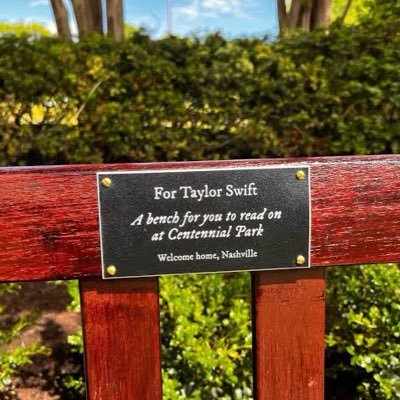 For Taylor Swift
A bench for you to read on
at Centennial Park
Welcome home, Nashville